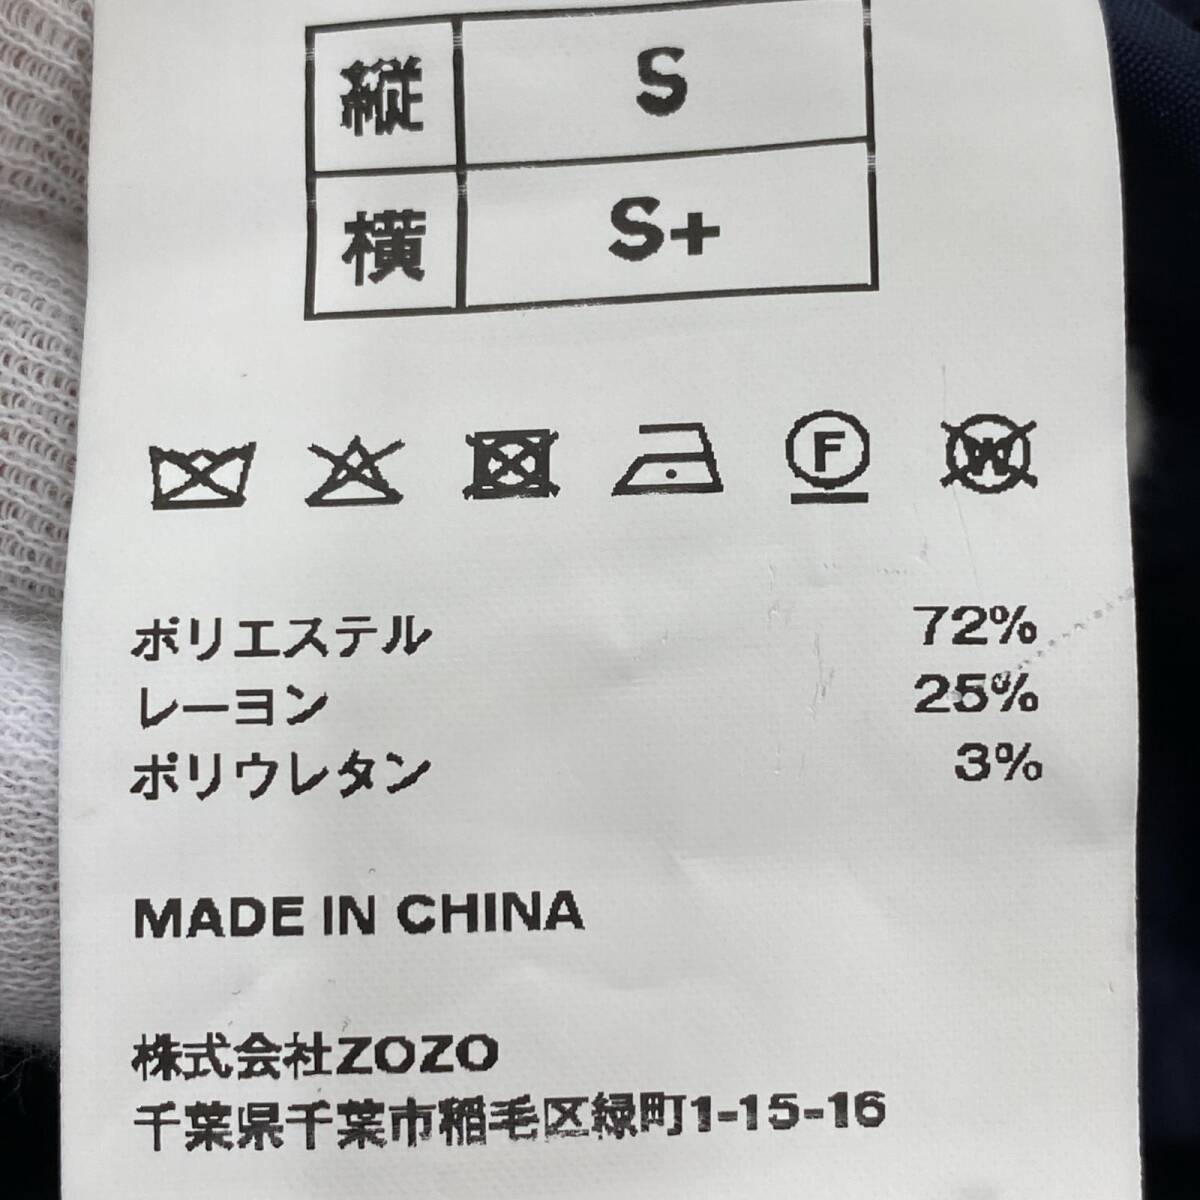 縦 S
横 S+
F W
ポリエステル 72%
レーヨン 25%
ポリウレタン 3%
MADE IN CHINA
株式会社ZOZO
千葉県千葉市稲毛区緑町1-15-16